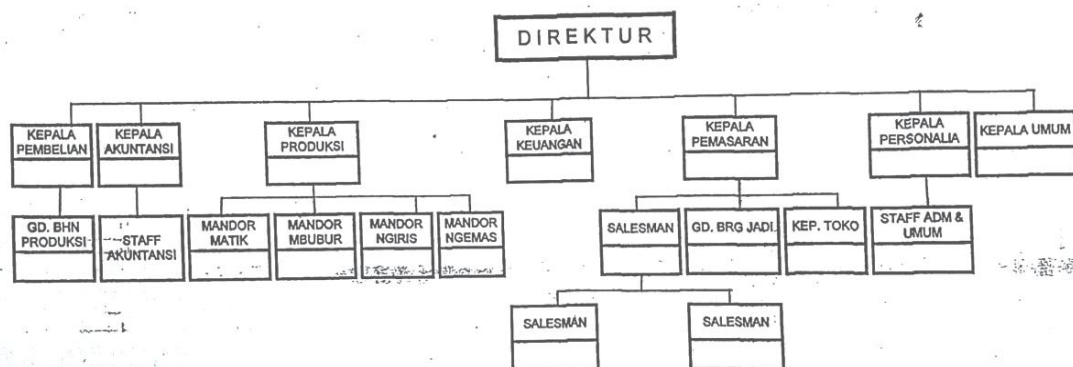 DIREKTUR
KEPALA
PEMBELIAN
KEPALA
AKUNTANSI
KEPALA
PRODUKSI
KEPALA
KEUANGAN
KEPALA
PEMASARAN
KEPALA
PERSONALIA
KEPALA UMUM
GD. BHN
PRODUKSI
STAFF
AKUNTANSI
MANDOR
MATIK
MANDOR
MBUBUR
MANDOR
NGIRIS
MANDOR
NGEMAS
SALESMAN
GD. BRG JADI.
KEP. TOKO
STAFF ADM &
UMUM
SALESMAN
SALESMAN